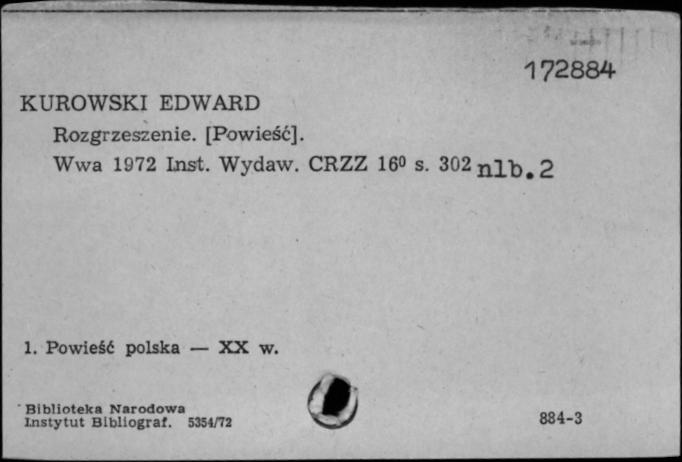 172884
KUROWSKI EDWARD
Rozgrzeszenie. [Powieść].
Wwa 1972 Inst. Wydaw. CRZZ 16⁰ s. 302 nlb.2
1. Powieść polska — XX w.
Biblioteka Narodowa
Instytut Bibliograf. 5354/72
884-3